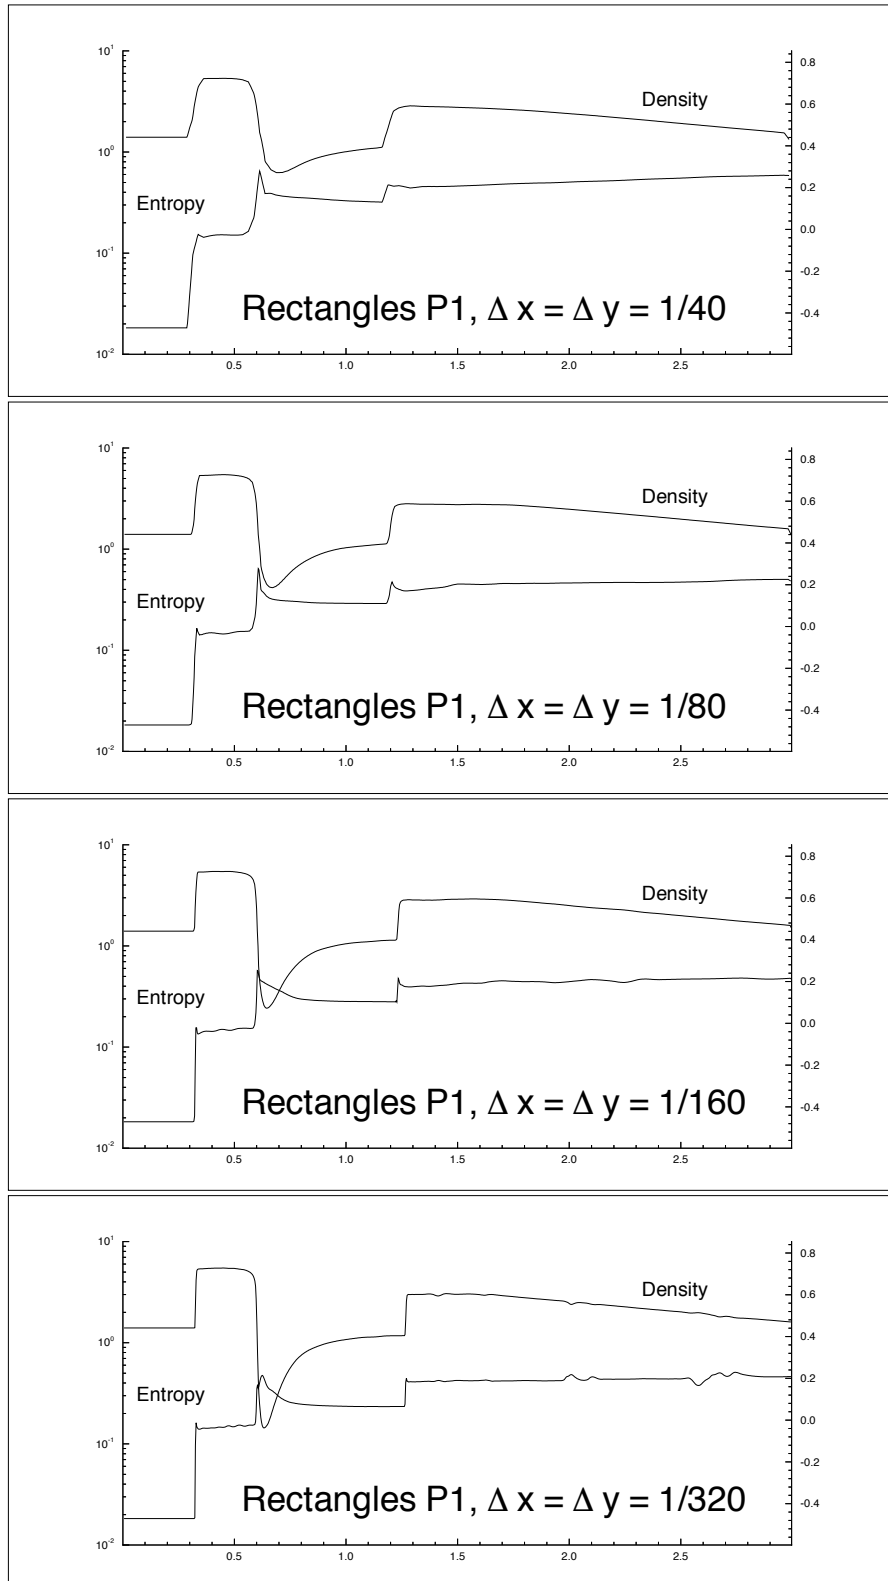 10¹
0.8
Density
0.6
10⁰
0.4
Entropy
0.2
0.0
10⁻¹
-0.2
Rectangles P1, Δ x = Δ y = 1/40
-0.4
10⁻²
0.5 1.0 1.5 2.0 2.5
10¹
0.8
Density
0.6
10⁰
0.4
Entropy
0.2
0.0
10⁻¹
-0.2
Rectangles P1, Δ x = Δ y = 1/80
-0.4
10⁻²
0.5 1.0 1.5 2.0 2.5
10¹
0.8
Density
0.6
10⁰
0.4
Entropy
0.2
0.0
10⁻¹
-0.2
Rectangles P1, Δ x = Δ y = 1/160
-0.4
10⁻²
0.5 1.0 1.5 2.0 2.5
10¹
0.8
Density
0.6
10⁰
0.4
Entropy
0.2
0.0
10⁻¹
-0.2
Rectangles P1, Δ x = Δ y = 1/320
-0.4
10⁻²
0.5 1.0 1.5 2.0 2.5